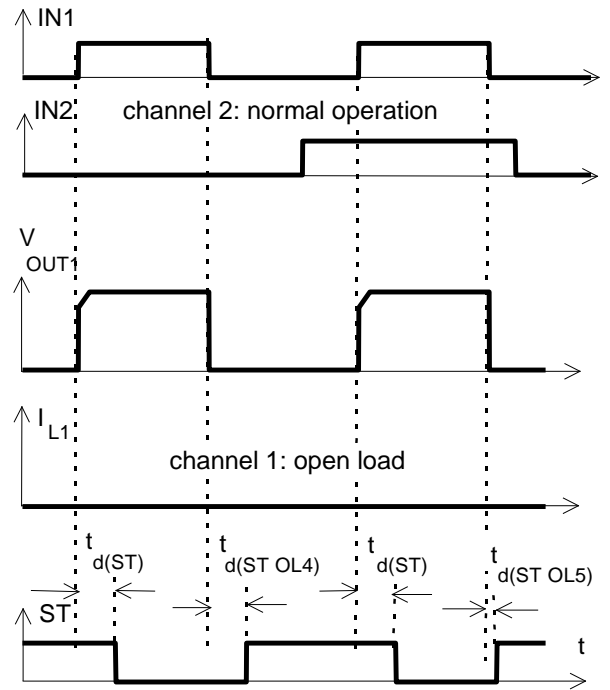 IN1
IN2
channel 2: normal operation
V
OUT1
I
L1
channel 1: open load
t
d(ST)
t
d(ST OL4)
t
d(ST)
t
d(ST OL5)
ST
t